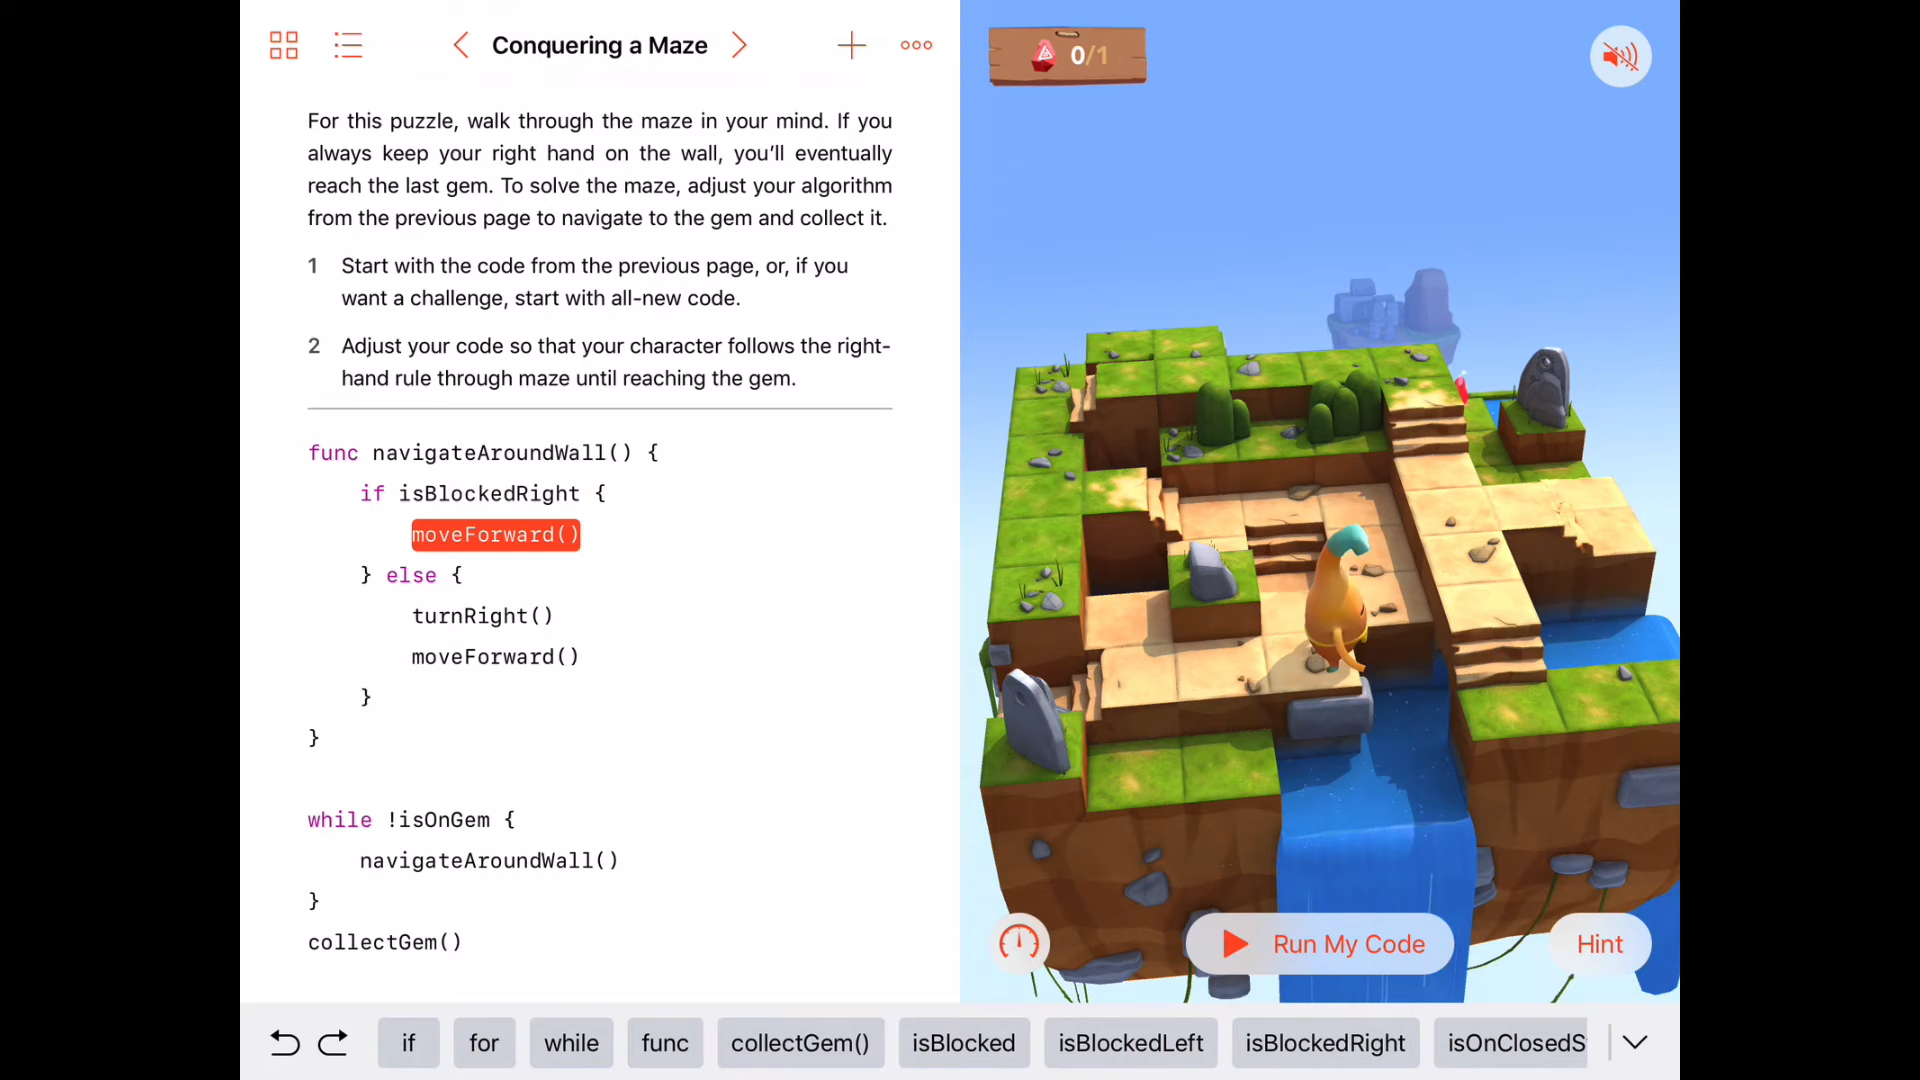 Conquering a Maze
0/1
For this puzzle, walk through the maze in your mind. If you
always keep your right hand on the wall, you’ll eventually
reach the last gem. To solve the maze, adjust your algorithm
from the previous page to navigate to the gem and collect it.
1 Start with the code from the previous page, or, if you
want a challenge, start with all-new code.
2 Adjust your code so that your character follows the right-
hand rule through maze until reaching the gem.
func navigateAroundWall() {
if isBlockedRight {
moveForward()
} else {
turnRight()
moveForward()
}
}
while !isOnGem {
navigateAroundWall()
}
collectGem()
Run My Code
Hint
if for while func collectGem() isBlocked isBlockedLeft isBlockedRight isOnClosedS